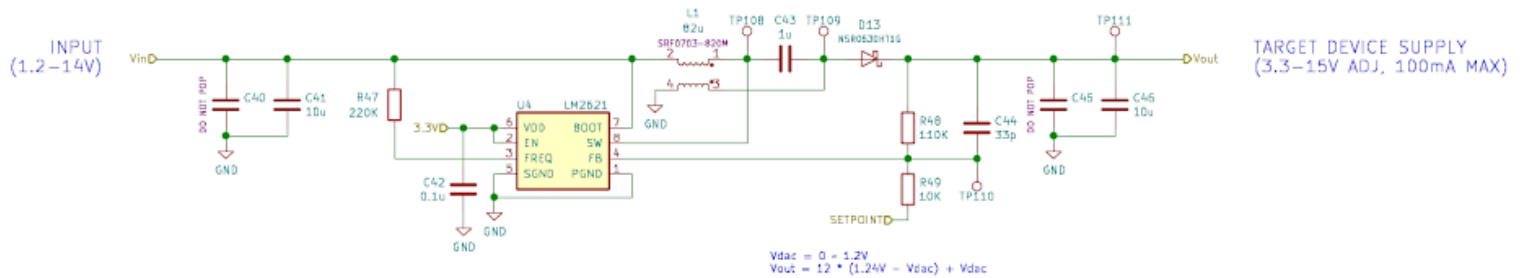 INPUT
(1.2-14V)
Vin
DO NOT POP
C40
C41
10u
GND
R47
220K
3.3V
C42
0.1u
GND
GND
U4
LM2621
6
VDD
BOOT
7
2
EN
SW
8
3
FREQ
FB
4
5
SGND
PGND
1
L1
82u
SRF0703-820M
2
1
4
3
GND
TP108
C43
1u
TP109
D13
NSR0530HT1G
R48
110K
R49
10K
SETPOINT
C44
33p
TP110
DO NOT POP
C45
GND
TP111
C46
10u
Vout
TARGET DEVICE SUPPLY
(3.3-15V ADJ, 100mA MAX)
Vdac = 0 - 1.2V
Vout = 12 * (1.24V - Vdac) + Vdac